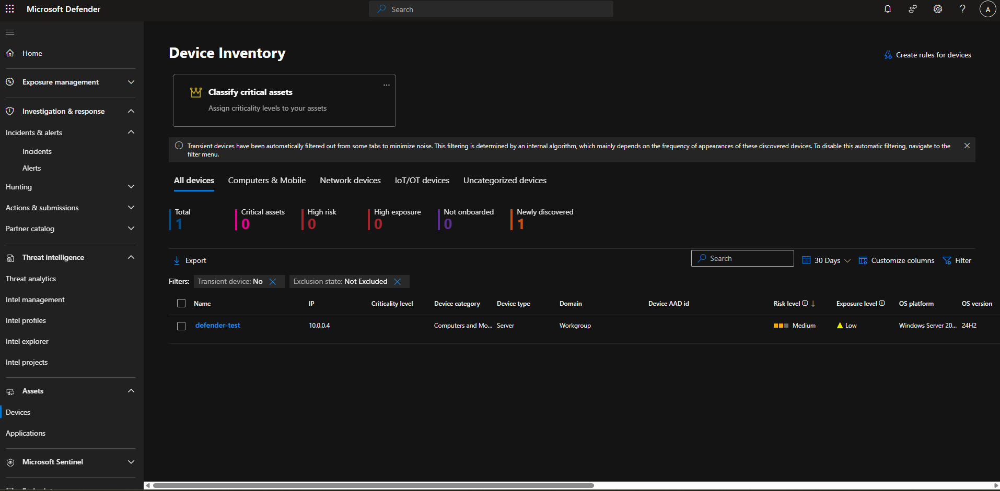 Microsoft Defender
Search
A
Home
Exposure management
Investigation & response
Incidents & alerts
Incidents
Alerts
Hunting
Actions & submissions
Partner catalog
Threat intelligence
Threat analytics
Intel management
Intel profiles
Intel explorer
Intel projects
Assets
Devices
Applications
Microsoft Sentinel
Device Inventory
Create rules for devices
...
Classify critical assets
Assign criticality levels to your assets
Transient devices have been automatically filtered out from some tabs to minimize noise. This filtering is determined by an internal algorithm, which mainly depends on the frequency of appearances of these discovered devices. To disable this automatic filtering, navigate to the
filter menu.
All devices Computers & Mobile Network devices IoT/OT devices Uncategorized devices
Total Critical assets High risk High exposure Not onboarded Newly discovered
1 0 0 0 0 1
Export Search 30 Days Customize columns Filter
Filters: Transient device: No Exclusion state: Not Excluded
Name IP Criticality level Device category Device type Domain Device AAD id Risk level Exposure level OS platform OS version
defender-test 10.0.0.4 Computers and Mo... Server Workgroup Medium Low Windows Server 20... 24H2